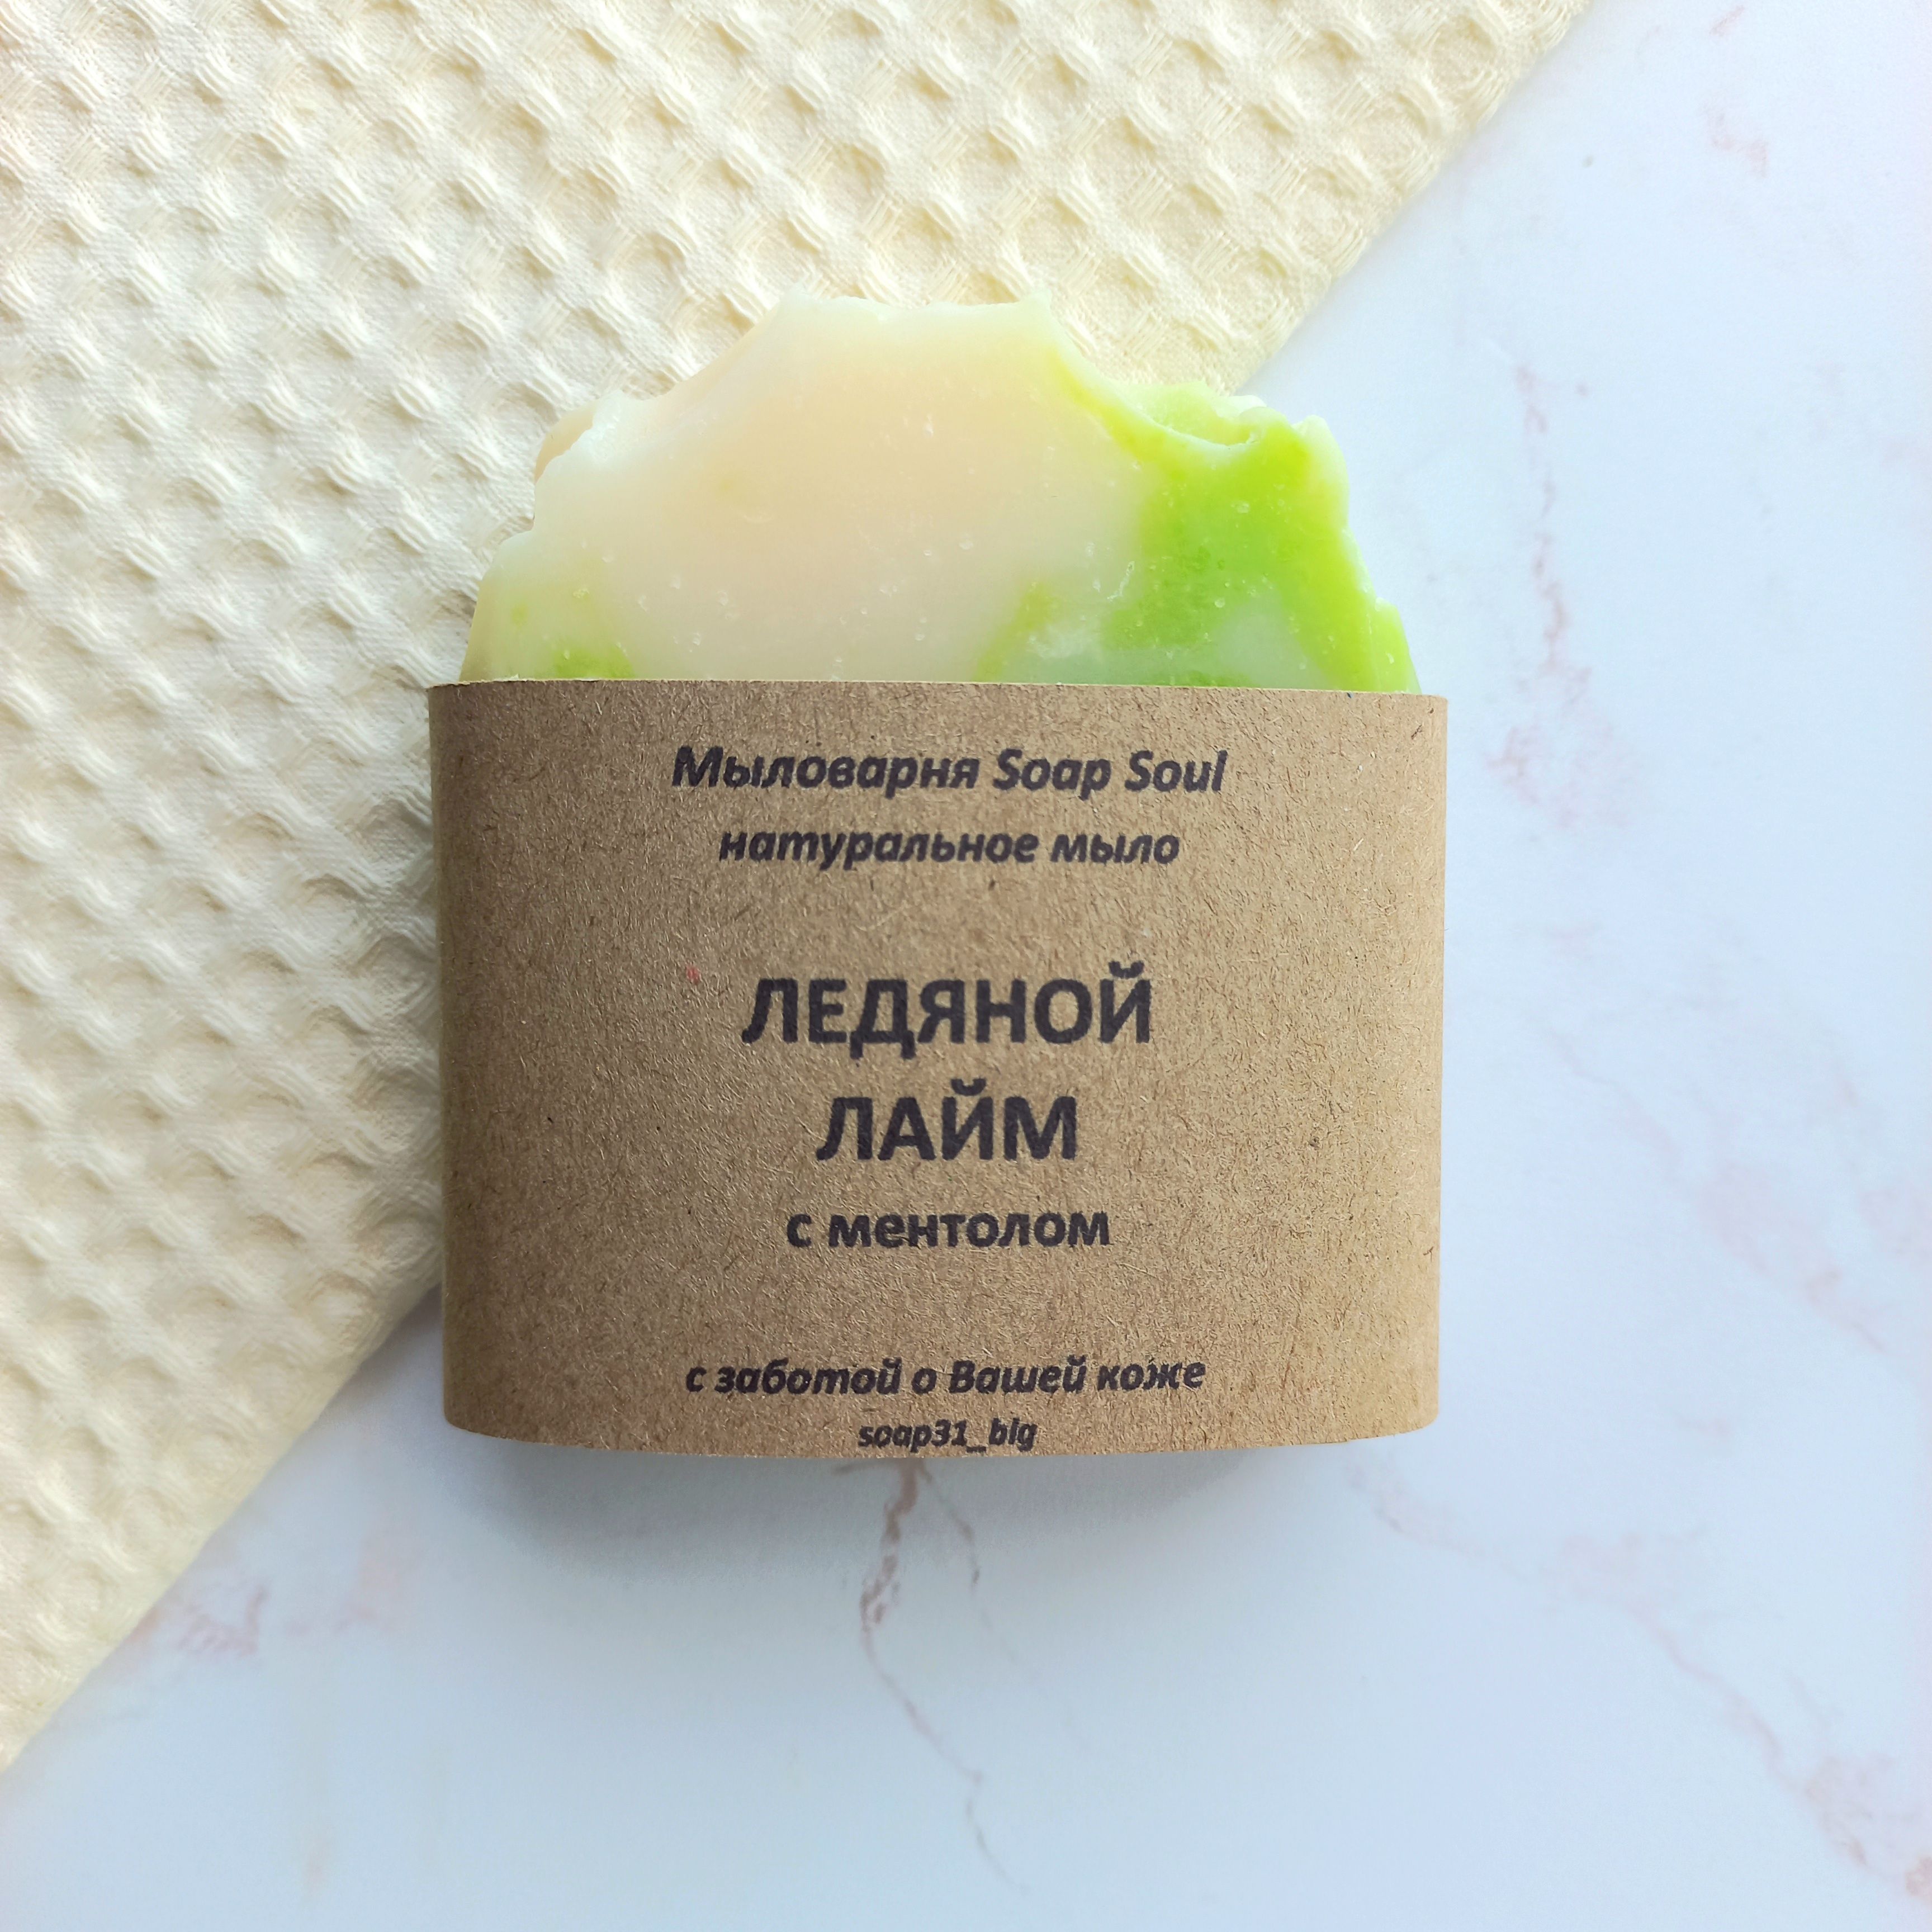 Мыловарня Soap Soul
натуральное мыло
ЛЕДЯНОЙ
ЛАЙМ
с ментолом
с заботой о Вашей коже
soap31_blg